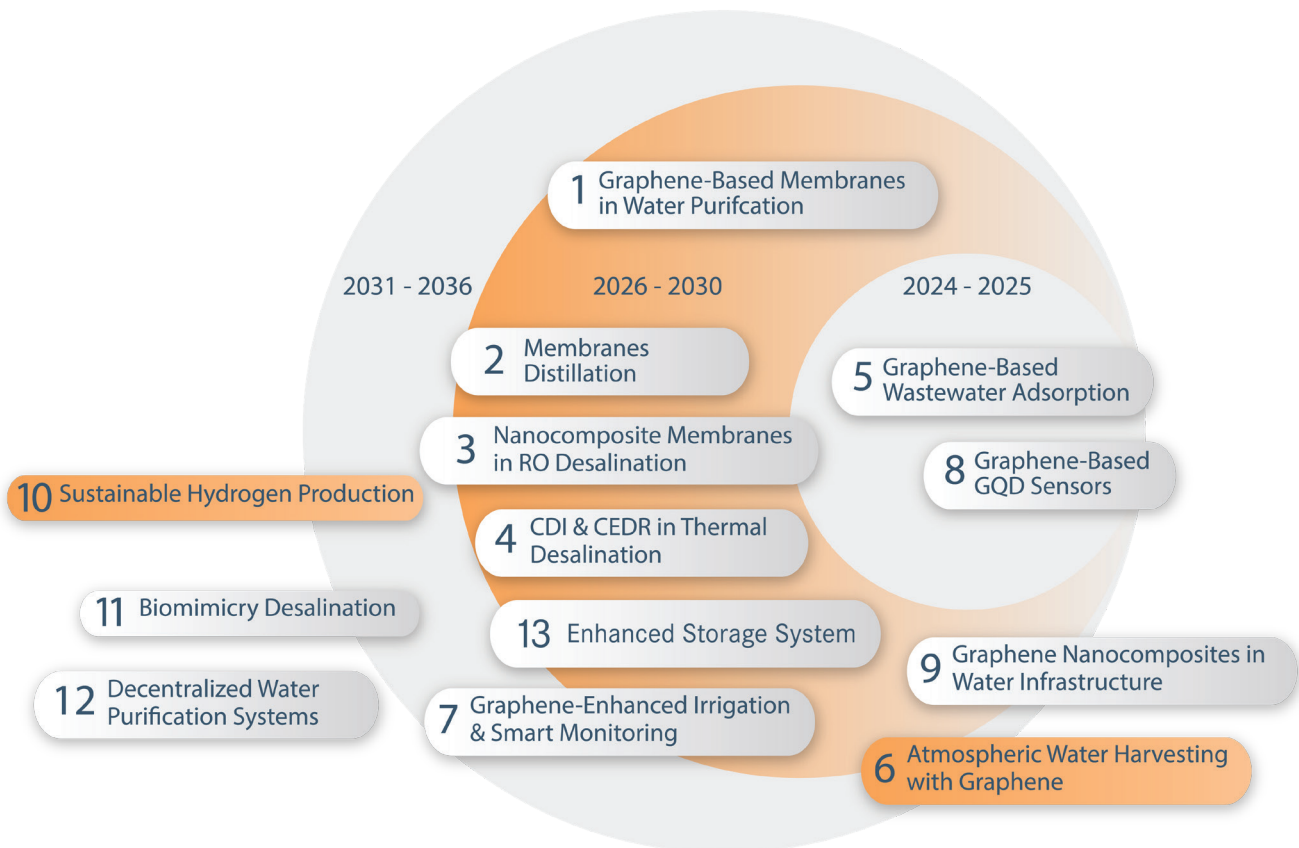 1 Graphene-Based Membranes
in Water Purifcation
2031 - 2036
2026 - 2030
2024 - 2025
2 Membranes
Distillation
5 Graphene-Based
Wastewater Adsorption
3 Nanocomposite Membranes
in RO Desalination
8 Graphene-Based
GQD Sensors
10 Sustainable Hydrogen Production
4 CDI & CEDR in Thermal
Desalination
11 Biomimicry Desalination
13 Enhanced Storage System
9 Graphene Nanocomposites in
Water Infrastructure
12 Decentralized Water
Purification Systems
7 Graphene-Enhanced Irrigation
& Smart Monitoring
6 Atmospheric Water Harvesting
with Graphene